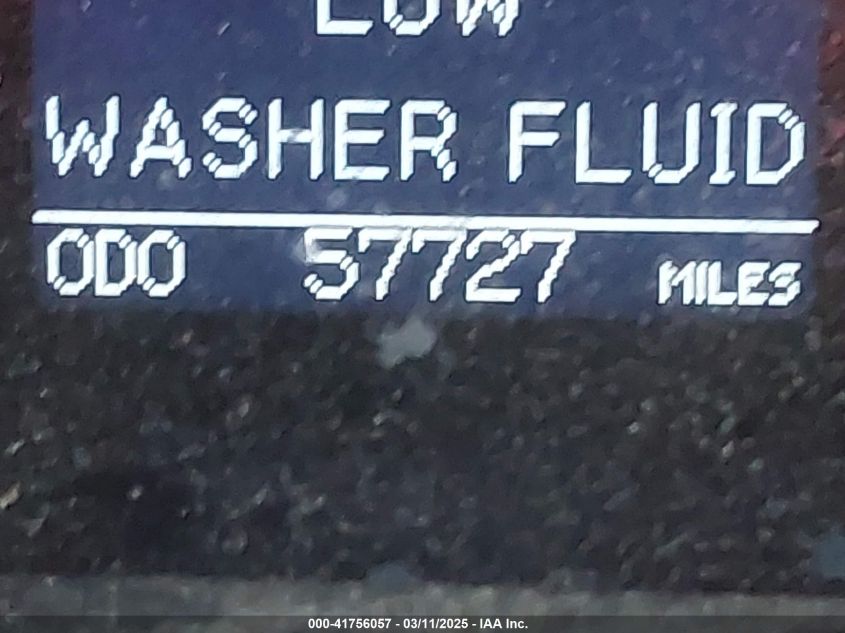 LOW
WASHER FLUID
ODO 57727 MILES
000-41756057 - 03/11/2025 - IAA Inc.